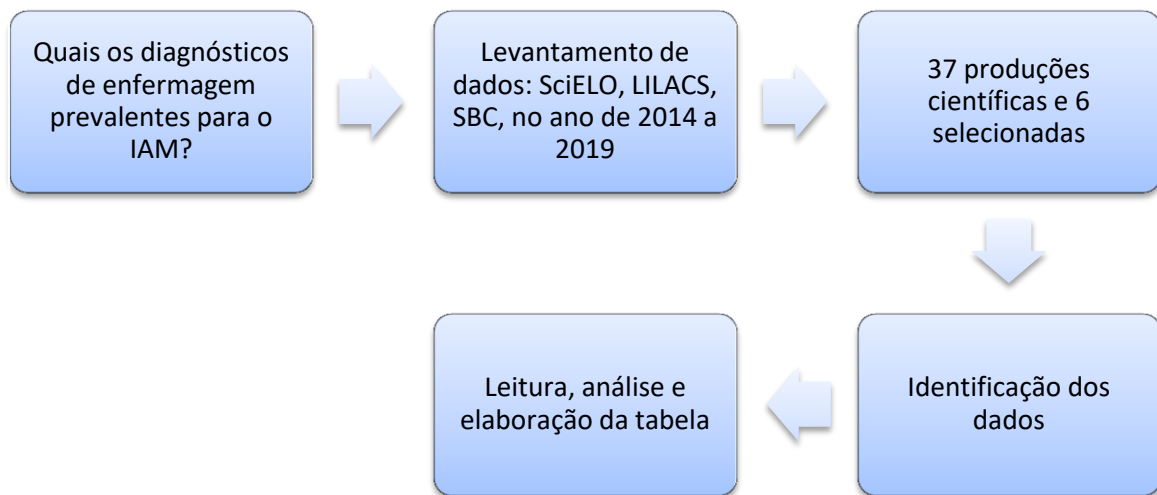 Quais os diagnósticos
de enfermagem
prevalentes para o
IAM?
Levantamento de
dados: SciELO, LILACS,
SBC, no ano de 2014 a
2019
37 produções
científicas e 6
selecionadas
Identificação dos
dados
Leitura, análise e
elaboração da tabela